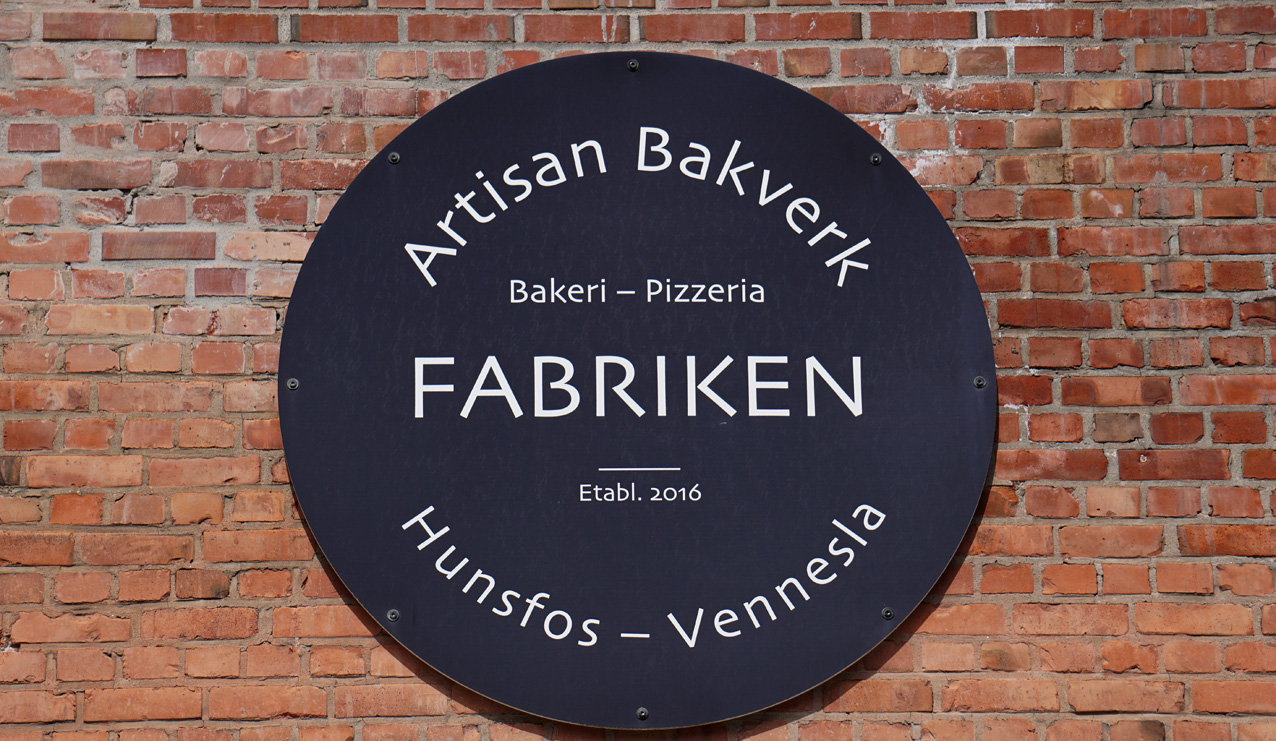 Artisan Bakverk
Bakeri – Pizzeria
FABRIKEN
Etabl. 2016
Hunsfos – Vennesla